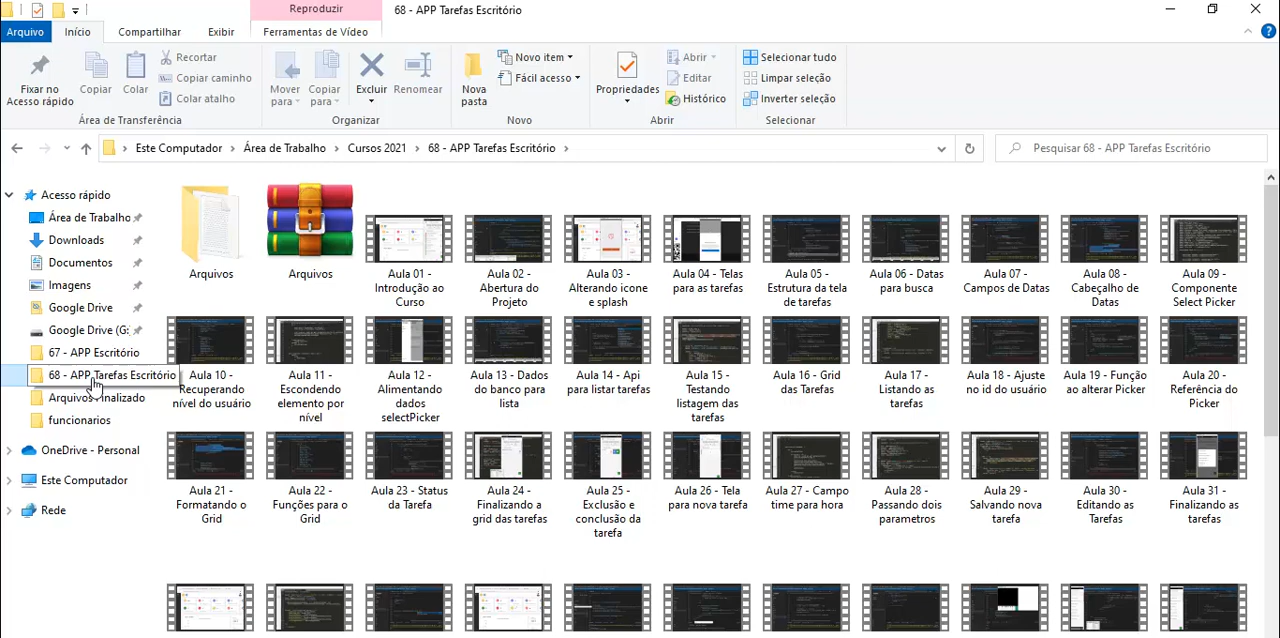 Reproduzir
68 - APP Tarefas Escritório
Arquivo
Início
Compartilhar
Exibir
Ferramentas de Vídeo
Fixar no
Acesso rápido
Copiar
Colar
Recortar
Copiar caminho
Colar atalho
Área de Transferência
Mover
para
Copiar
para
Excluir
Renomear
Organizar
Nova
pasta
Novo item
Fácil acesso
Novo
Propriedades
Abrir
Editar
Histórico
Abrir
Selecionar tudo
Limpar seleção
Inverter seleção
Selecionar
Este Computador
Área de Trabalho
Cursos 2021
68 - APP Tarefas Escritório
Pesquisar 68 - APP Tarefas Escritório
Acesso rápido
Área de Trabalho
Downloads
Documentos
Imagens
Google Drive
Google Drive (G:
67 - APP Escritório
68 - APP Tarefas Escritório
funcionarios
OneDrive - Personal
Este Computador
Rede
Arquivos
Arquivos
Aula 01 -
Introdução ao
Curso
Aula 02 -
Abertura do
Projeto
Aula 03 -
Alterando icone
e splash
Aula 04 - Telas
para as tarefas
Aula 05 -
Estrutura da tela
de tarefas
Aula 06 - Datas
para busca
Aula 07 -
Campos de Datas
Aula 08 -
Cabeçalho de
Datas
Aula 09 -
Componente
Select Picker
Aula 10 -
Recuperando
nível do usuário
Aula 11 -
Escondendo
elemento por
nível
Aula 12 -
Alimentando
dados
selectPicker
Aula 13 - Dados
do banco para
lista
Aula 14 - Api
para listar tarefas
Aula 15 -
Testando
listagem das
tarefas
Aula 16 - Grid
das Tarefas
Aula 17 -
Listando as
tarefas
Aula 18 - Ajuste
no id do usuário
Aula 19 - Função
ao alterar Picker
Aula 20 -
Referência do
Picker
Aula 21 -
Formatando o
Grid
Aula 22 -
Funções para o
Grid
Aula 23 - Status
da Tarefa
Aula 24 -
Finalizando a
grid das tarefas
Aula 25 -
Exclusão e
conclusão da
tarefa
Aula 26 - Tela
para nova tarefa
Aula 27 - Campo
time para hora
Aula 28 -
Passando dois
parametros
Aula 29 -
Salvando nova
tarefa
Aula 30 -
Editando as
Tarefas
Aula 31 -
Finalizando as
tarefas